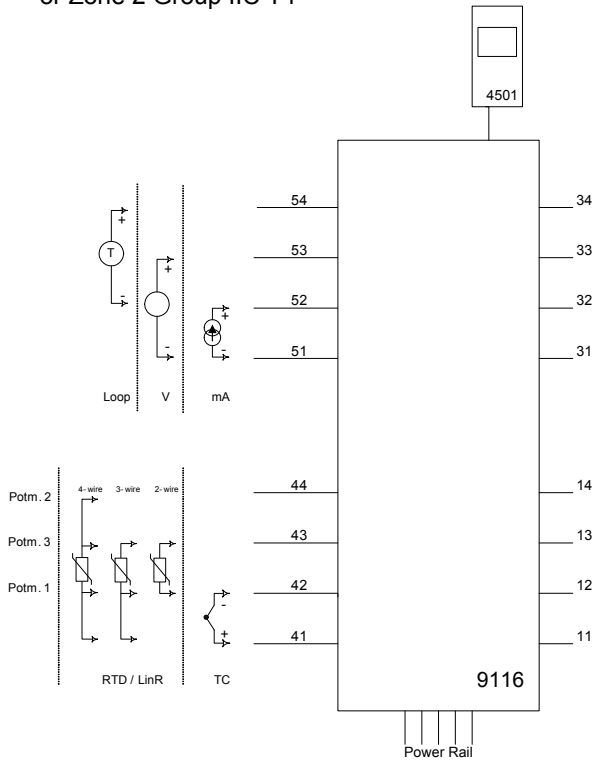 or Zone 2 Group IIC T4
4501
54
34
+
T
53
33
+
-
52
32
+
51
31
-
-
Loop
V
mA
4-wire
3-wire
2-wire
44
14
Potm. 2
43
13
Potm. 3
42
12
Potm. 1
-
+
41
11
RTD / LinR
TC
9116
Power Rail